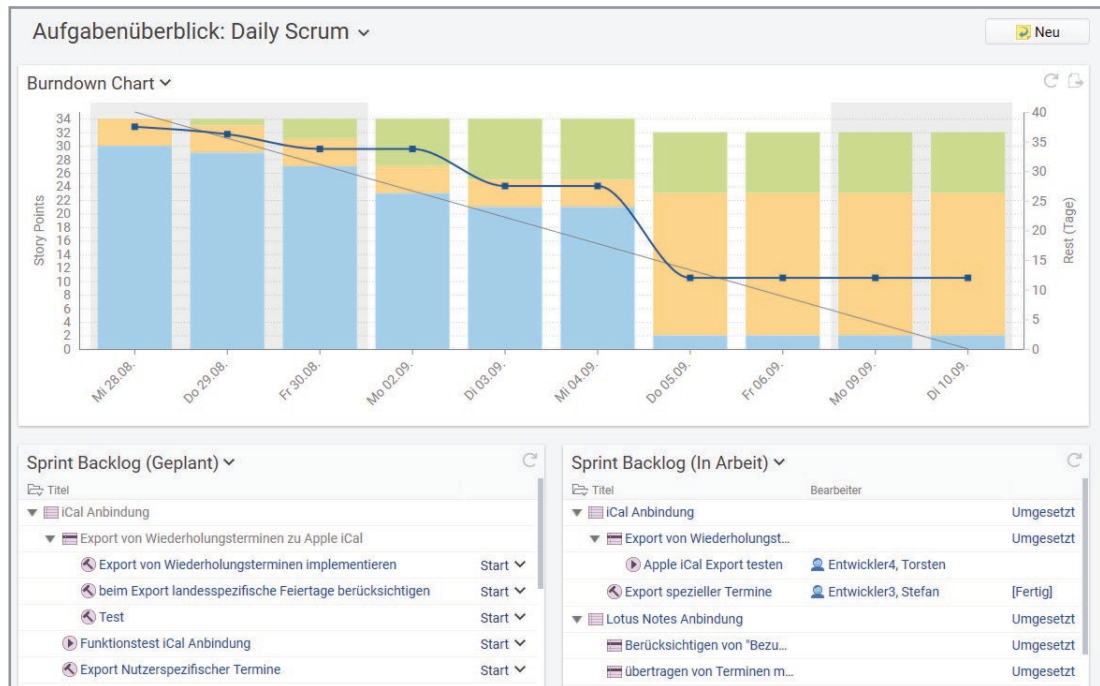 Aufgabenüberblick: Daily Scrum
Neu
Burndown Chart
Story Points
34
32
30
28
26
24
22
20
18
16
14
12
10
8
6
4
2
0
40
35
30
25
20
15
10
5
0
Rest (Tage)
Mi 28.08.
Do 29.08.
Fr 30.08.
Mo 02.09.
Di 03.09.
Mi 04.09.
Do 05.09.
Fr 06.09.
Mo 09.09.
Di 10.09.
Sprint Backlog (Geplant)
Titel
iCal Anbindung
Export von Wiederholungsterminen zu Apple iCal
Export von Wiederholungsterminen implementieren Start
beim Export landesspezifische Feiertage berücksichtigen Start
Test Start
Funktionstest iCal Anbindung Start
Export Nutzerspezifischer Termine Start
Sprint Backlog (In Arbeit)
Titel Bearbeiter
iCal Anbindung Umgesetzt
Export von Wiederholungst... Umgesetzt
Apple iCal Export testen Entwickler4, Torsten
Export spezieller Termine Entwickler3, Stefan [Fertig]
Lotus Notes Anbindung Umgesetzt
Berücksichtigen von "Bezu... Umgesetzt
übertragen von Terminen m... Umgesetzt